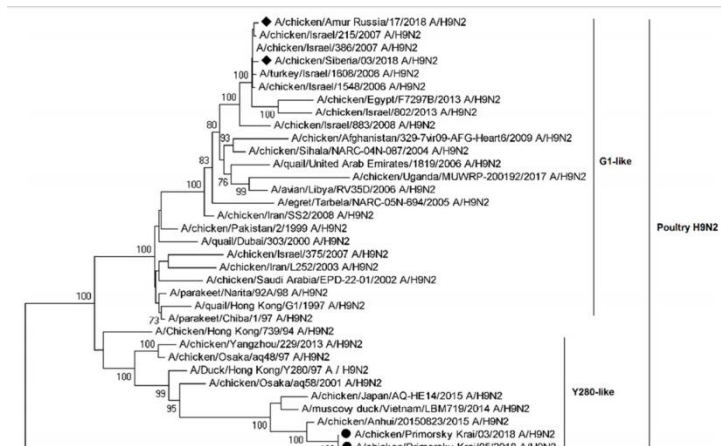 A/chicken/Amur Russia/17/2018 A/H9N2
A/chicken/Israel/215/2007 A/H9N2
A/chicken/Israel/386/2007 A/H9N2
A/chicken/Siberia/03/2018 A/H9N2
100
A/turkey/Israel/1608/2006 A/H9N2
A/chicken/Israel/1548/2006 A/H9N2
100
A/chicken/Egypt/F7297B/2013 A/H9N2
100
A/chicken/Israel/802/2013 A/H9N2
80
A/chicken/Israel/883/2008 A/H9N2
93
A/chicken/Afghanistan/329-7vir09-AFG-Heart6/2009 A/H9N2
A/chicken/Sihala/NARC-04N-087/2004 A/H9N2
83
A/quail/United Arab Emirates/1819/2006 A/H9N2
G1-like
76
A/chicken/Uganda/MUWRP-200192/2017 A/H9N2
100
99
A/avian/Libya/RV35D/2006 A/H9N2
A/egret/Tarbela/NARC-05N-694/2005 A/H9N2
A/chicken/Iran/SS2/2008 A/H9N2
A/chicken/Pakistan/2/1999 A/H9N2
Poultry H9N2
A/quail/Dubai/303/2000 A/H9N2
100
A/chicken/Israel/375/2007 A/H9N2
A/chicken/Iran/L252/2003 A/H9N2
A/chicken/Saudi Arabia/EPD-22-01/2002 A/H9N2
100
A/parakeet/Narita/92A/98 A/H9N2
A/quail/Hong Kong/G1/1997 A/H9N2
73
A/parakeet/Chiba/1/97 A/H9N2
A/Chicken/Hong Kong/739/94 A/H9N2
100
A/chicken/Yangzhou/229/2013 A/H9N2
A/chicken/Osaka/aq48/97 A/H9N2
100
A/Duck/Hong Kong/Y280/97 A / H9N2
99
A/chicken/Osaka/aq58/2001 A/H9N2
Y280-like
95
A/chicken/Japan/AQ-HE14/2015 A/H9N2
A/muscovy duck/Vietnam/LBM719/2014 A/H9N2
100
A/chicken/Anhui/20150823/2015 A/H9N2
100
A/chicken/Primorsky Krai/03/2018 A/H9N2